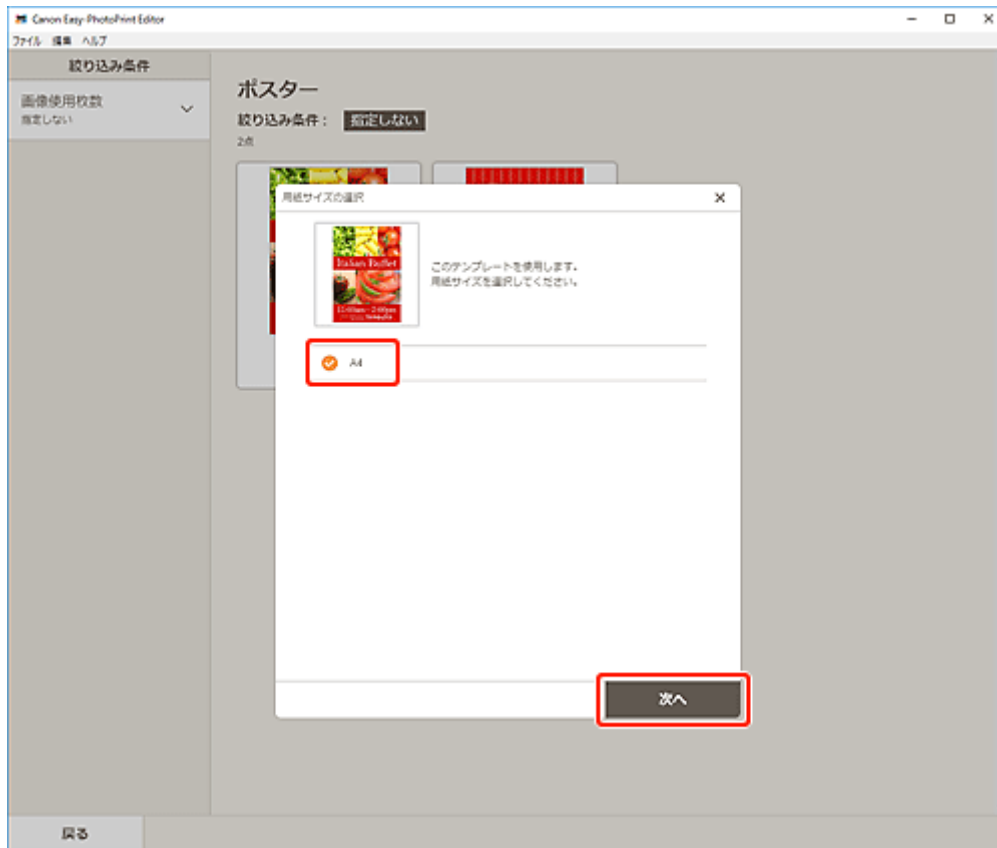 Canon Easy-PhotoPrint Editor
ファイル 編集 ヘルプ
絞り込み条件
画像使用枚数
指定しない
ポスター
絞り込み条件： 指定しない
2点
用紙サイズの選択
Italian Buffet
このテンプレートを使用します。
用紙サイズを選択してください。
A4
次へ
戻る